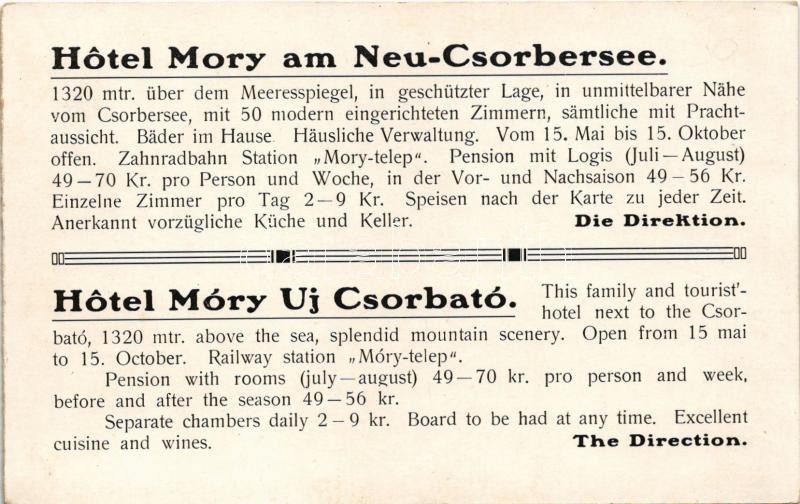 Hôtel Mory am Neu-Csorbersee.
1320 mtr. über dem Meeresspiegel, in geschützter Lage, in unmittelbarer Nähe
vom Csorbersee, mit 50 modern eingerichteten Zimmern, sämtliche mit Pracht-
aussicht. Bäder im Hause. Häusliche Verwaltung. Vom 15. Mai bis 15. Oktober
offen. Zahnradbahn Station „Mory-telep“. Pension mit Logis (Juli—August)
49—70 Kr. pro Person und Woche, in der Vor- und Nachsaison 49—56 Kr.
Einzelne Zimmer pro Tag 2—9 Kr. Speisen nach der Karte zu jeder Zeit.
Anerkannt vorzügliche Küche und Keller. Die Direktion.
Hôtel Móry Uj Csorbató.
This family and tourist'-
hotel next to the Csor-
bató, 1320 mtr. above the sea, splendid mountain scenery. Open from 15 mai
to 15. October. Railway station „Móry-telep“.
Pension with rooms (july—august) 49—70 kr. pro person and week,
before and after the season 49—56 kr.
Separate chambers daily 2—9 kr. Board to be had at any time. Excellent
cuisine and wines. The Direction.